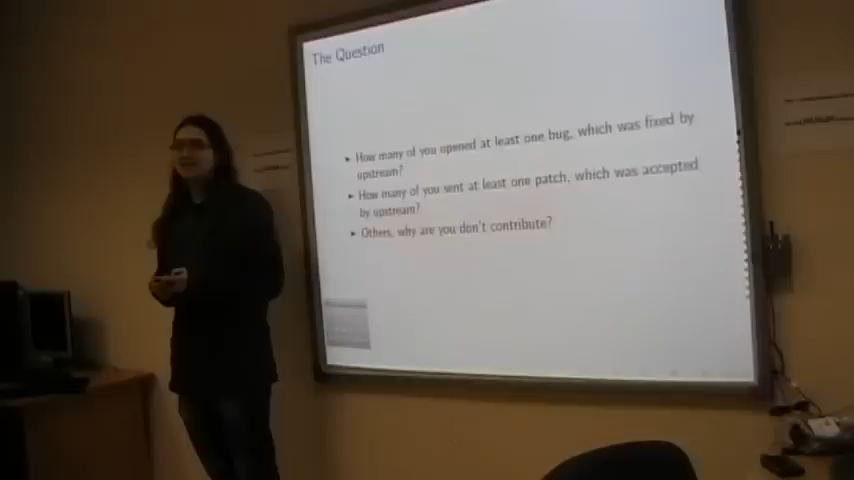 The Question
▸ How many of you opened at least one bug, which was fixed by
upstream?
▸ How many of you sent at least one patch, which was accepted
by upstream?
▸ Others, why are you don't contribute?